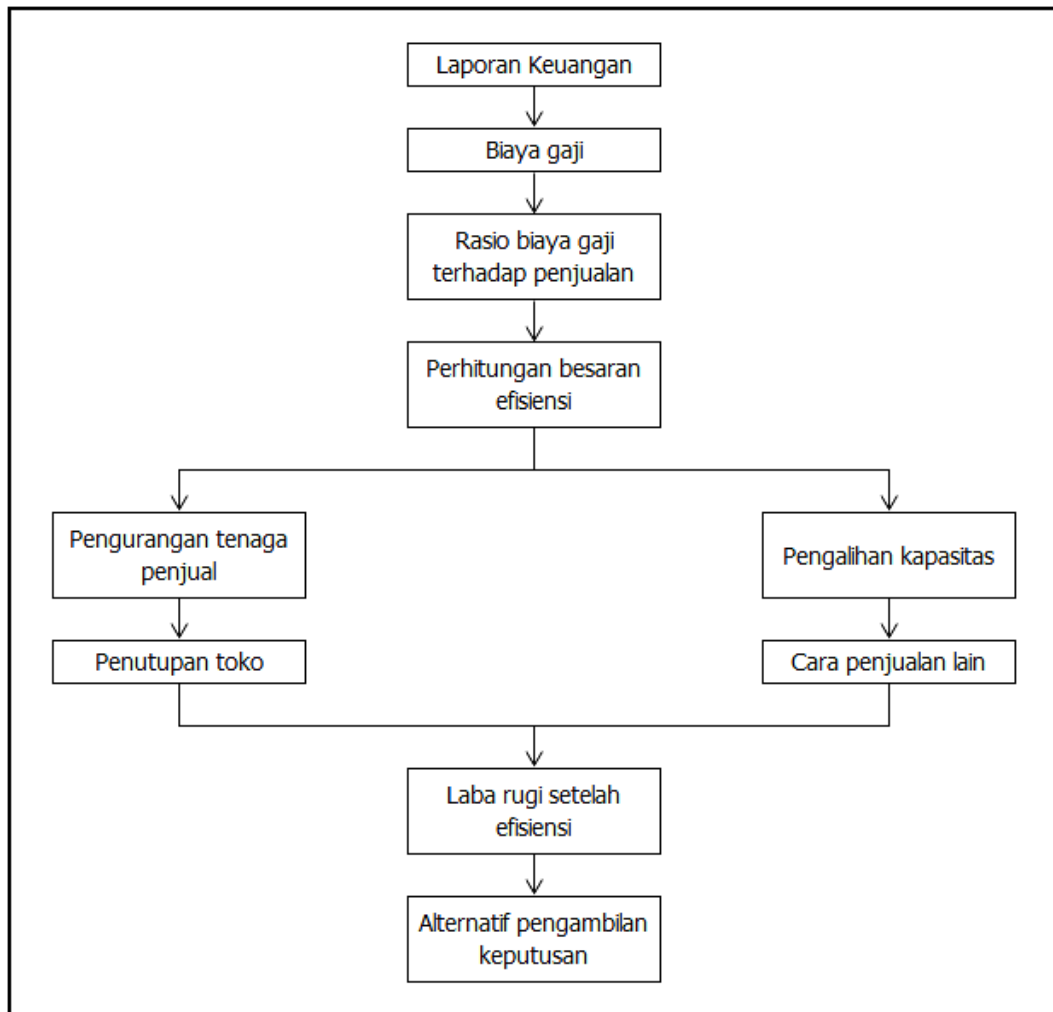 Laporan Keuangan
Biaya gaji
Rasio biaya gaji
terhadap penjualan
Perhitungan besaran
efisiensi
Pengurangan tenaga
penjual
Pengalihan kapasitas
Penutupan toko
Cara penjualan lain
Laba rugi setelah
efisiensi
Alternatif pengambilan
keputusan